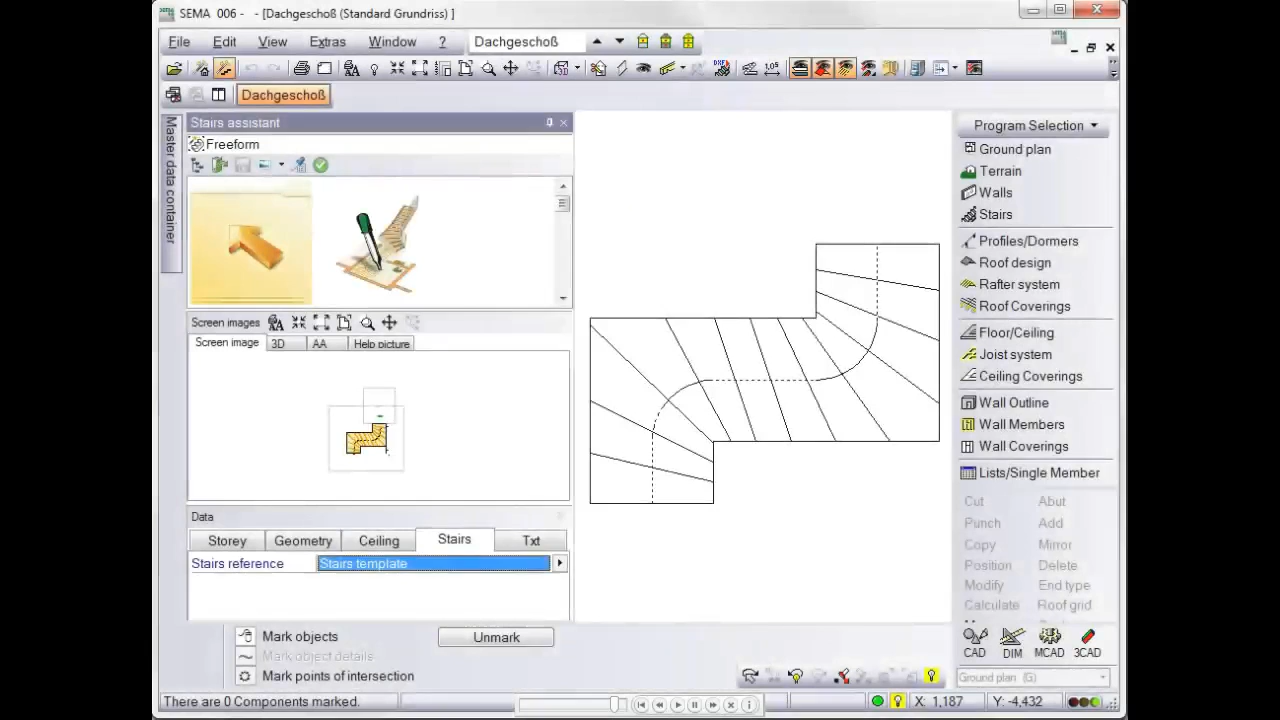 SEMA 006 - - [Dachgeschoß (Standard Grundriss) ]
File Edit View Extras Window ? Dachgeschoß
Dachgeschoß
Master data container
Stairs assistant
Freeform
Screen images
Screen image 3D AA Help picture
Data
Storey Geometry Ceiling Stairs Txt
Stairs reference Stairs template
Mark objects Unmark
Mark object details
Mark points of intersection
Program Selection
Ground plan
Terrain
Walls
Stairs
Profiles/Dormers
Roof design
Rafter system
Roof Coverings
Floor/Ceiling
Joist system
Ceiling Coverings
Wall Outline
Wall Members
Wall Coverings
Lists/Single Member
Cut Abut
Punch Add
Copy Mirror
Position Delete
Modify End type
Calculate Roof grid
CAD DIM MCAD 3CAD
Ground plan (G)
There are 0 Components marked. X: 1,187 Y: -4,432